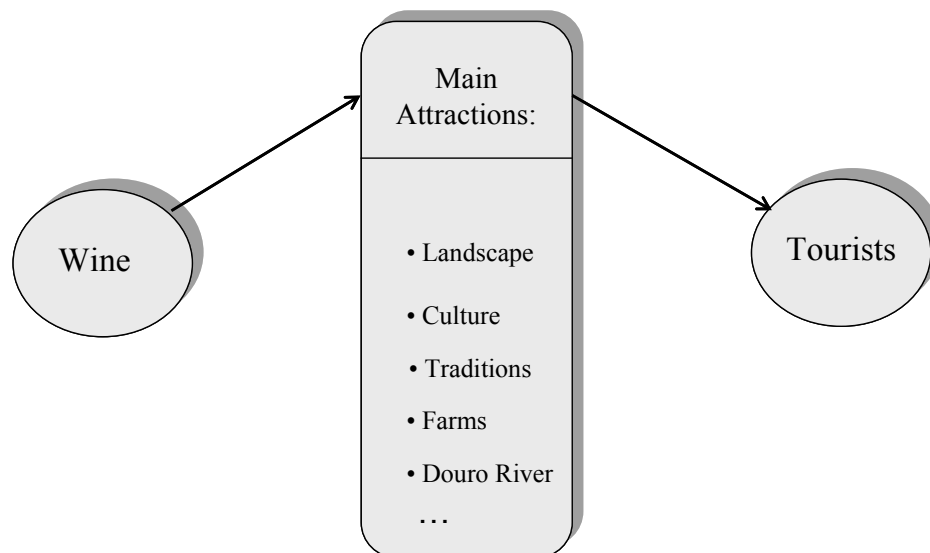 Main
Attractions:
Wine
Tourists
• Landscape
• Culture
• Traditions
• Farms
• Douro River
...